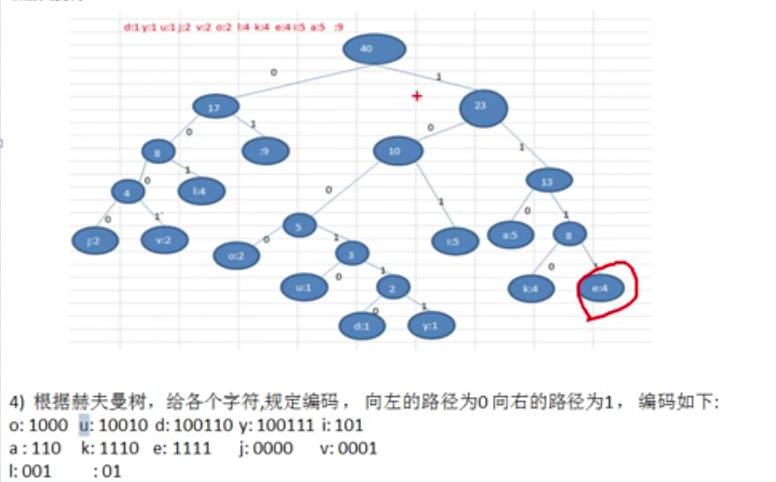 d:1 y:1 u:1 j:2 v:2 o:2 l:4 k:4 e:4 i:5 a:5 :9
40
0 1
17 23
0 1 0 1
8 :9 10 13
0 1 0 1 0 1
4 l:4 5 i:5 a:5 8
0 1 0 1 0 1
j:2 v:2 o:2 3 k:4 e:4
0 1
u:1 2
0 1
d:1 y:1
4) 根据赫夫曼树，给各个字符,规定编码 ， 向左的路径为0 向右的路径为1 ， 编码如下:
o: 1000 u: 10010 d: 100110 y: 100111 i: 101
a : 110 k: 1110 e: 1111 j: 0000 v: 0001
l: 001 : 01